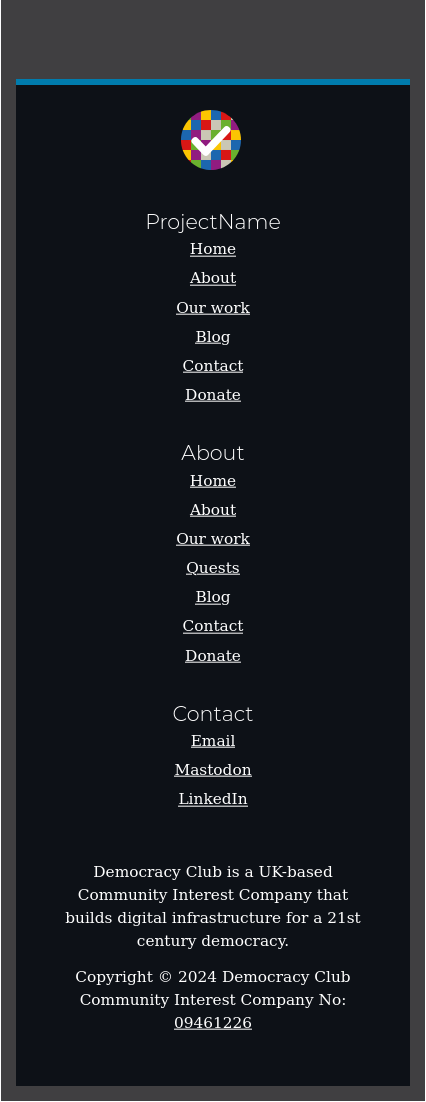 ProjectName
Home
About
Our work
Blog
Contact
Donate
About
Home
About
Our work
Quests
Blog
Contact
Donate
Contact
Email
Mastodon
LinkedIn
Democracy Club is a UK-based
Community Interest Company that
builds digital infrastructure for a 21st
century democracy.
Copyright © 2024 Democracy Club
Community Interest Company No:
09461226